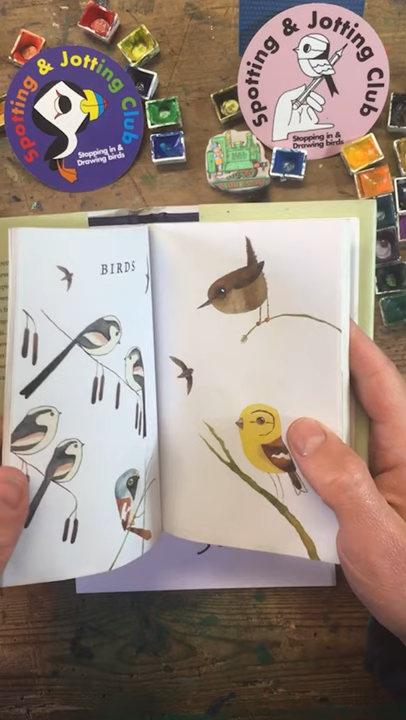 Spotting & Jotting Club
Stopping in &
Drawing birds
Spotting & Jotting Club
Stopping in &
Drawing birds
BIRDS